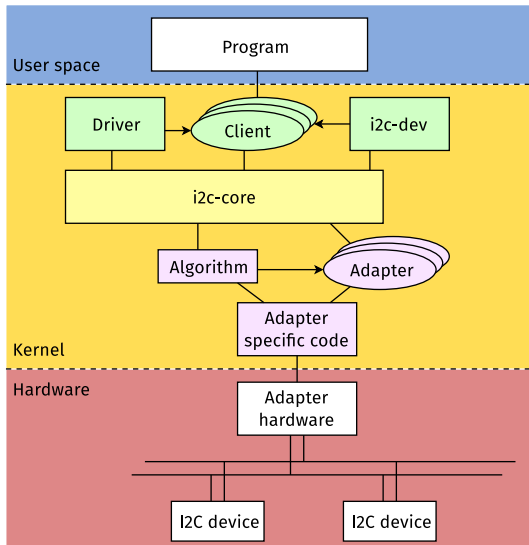 Program
User space
Driver
Client
i2c-dev
i2c-core
Algorithm
Adapter
Adapter
specific code
Kernel
Hardware
Adapter
hardware
I2C device
I2C device